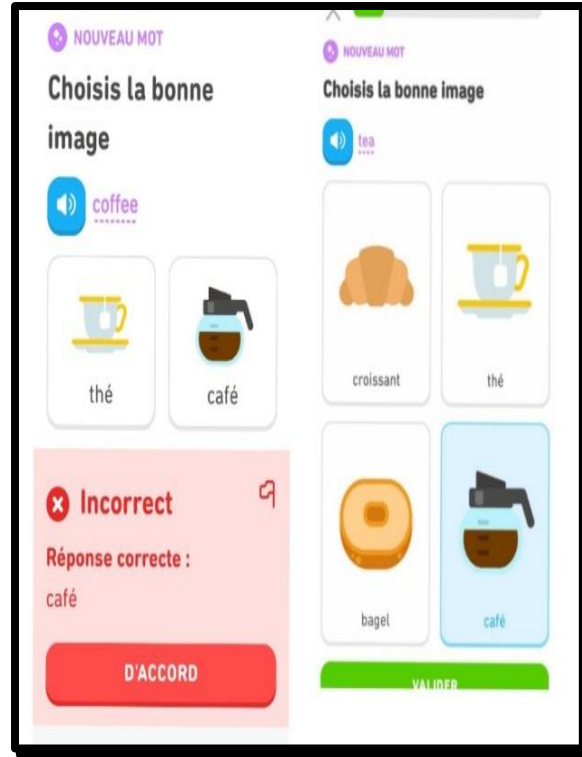 NOUVEAU MOT
Choisis la bonne
image
coffee
thé
café
Incorrect
Réponse correcte :
café
D'ACCORD
NOUVEAU MOT
Choisis la bonne image
tea
croissant
thé
bagel
café
VALIDER